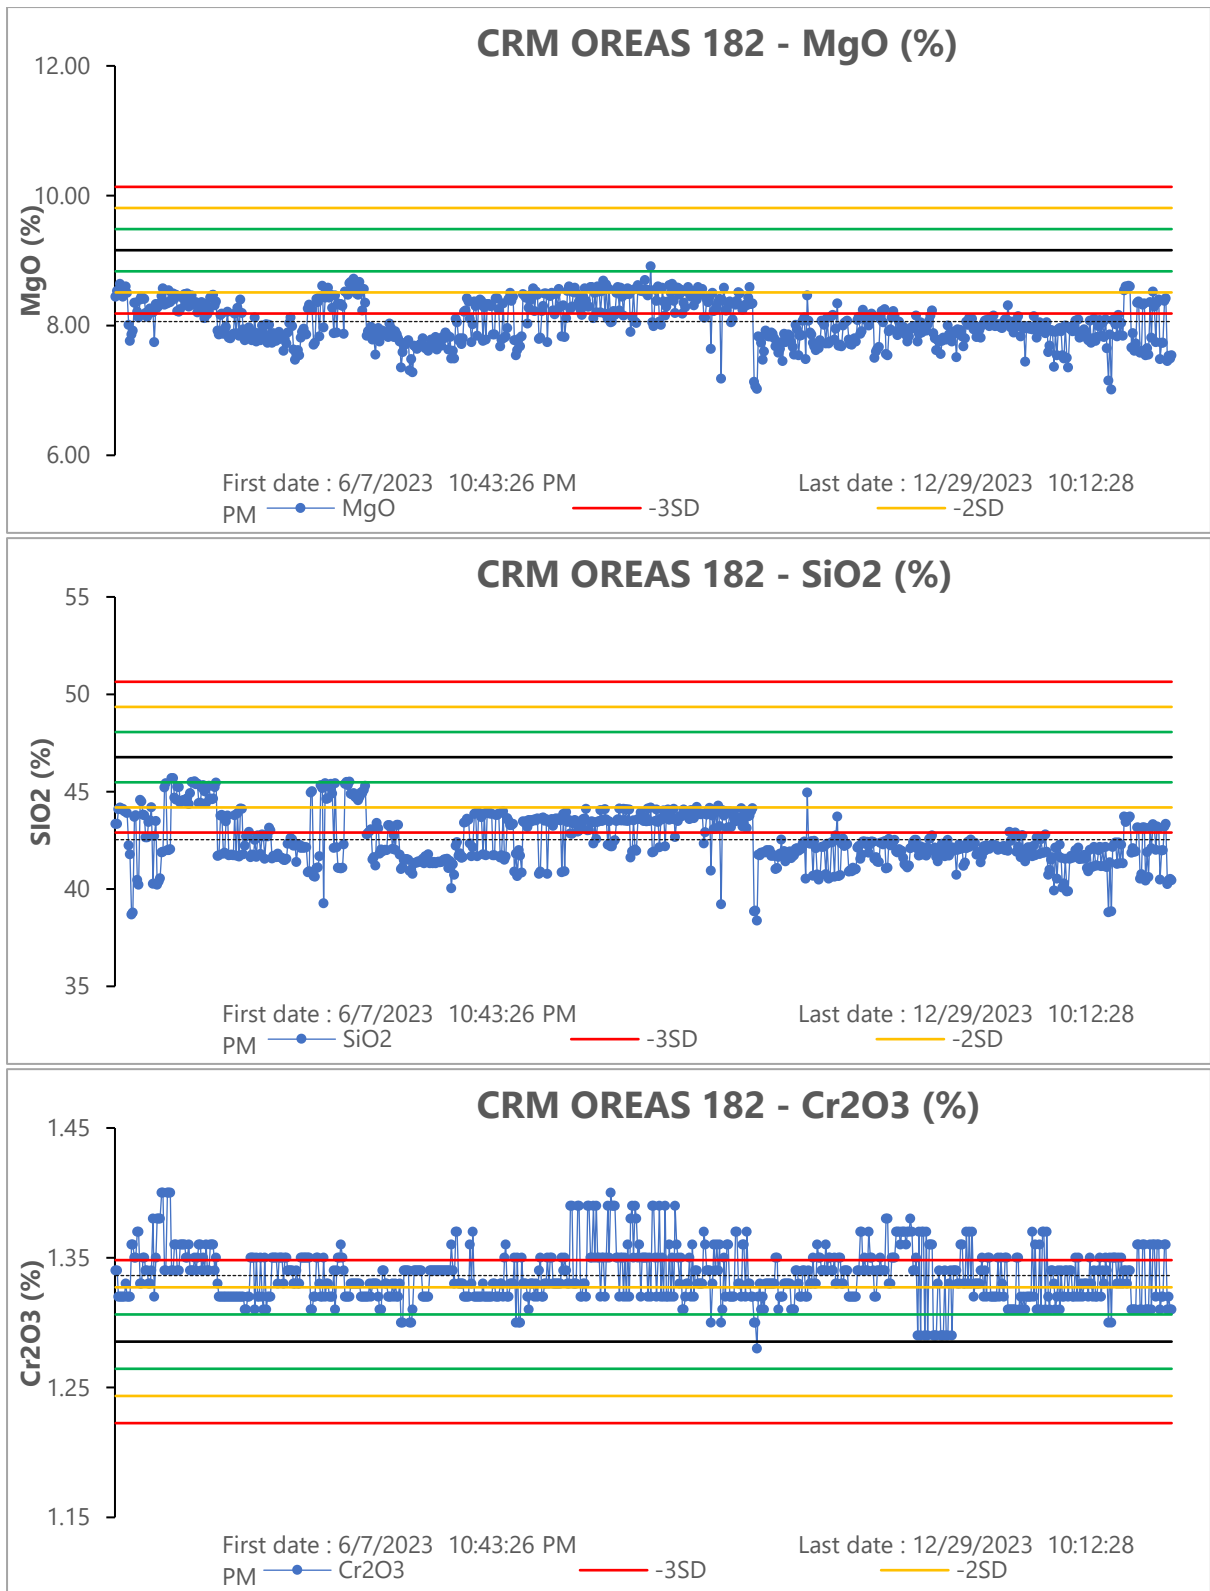 CRM OREAS 182 - MgO (%)
12.00
10.00
8.00
6.00
MgO (%)
First date : 6/7/2023 10:43:26 PM Last date : 12/29/2023 10:12:28
PM MgO -3SD -2SD
CRM OREAS 182 - SiO2 (%)
55
50
45
40
35
SIO2 (%)
First date : 6/7/2023 10:43:26 PM Last date : 12/29/2023 10:12:28
PM SiO2 -3SD -2SD
CRM OREAS 182 - Cr2O3 (%)
1.45
1.35
1.25
1.15
Cr2O3 (%)
First date : 6/7/2023 10:43:26 PM Last date : 12/29/2023 10:12:28
PM Cr2O3 -3SD -2SD